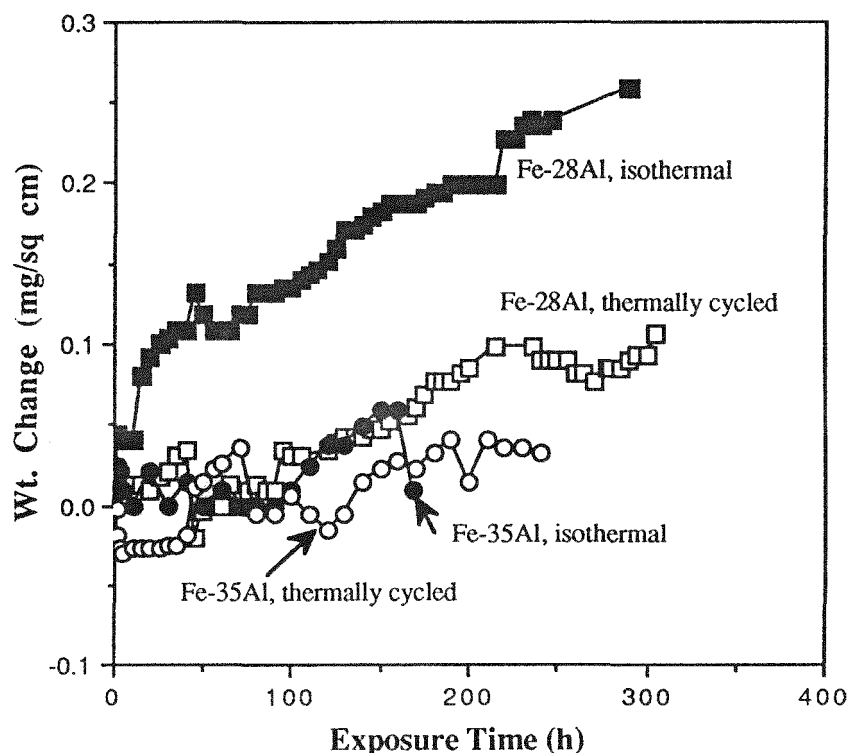 0.3
0.2
0.1
0.0
-0.1
Wt. Change (mg/sq cm)
Fe-28Al, isothermal
Fe-28Al, thermally cycled
Fe-35Al, isothermal
Fe-35Al, thermally cycled
0 100 200 300 400
Exposure Time (h)